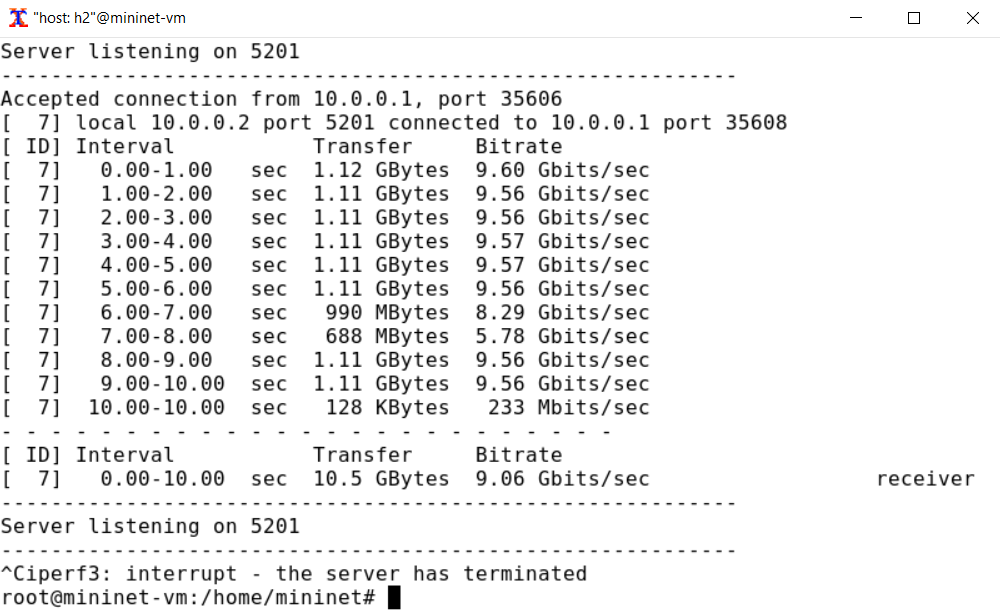 "host: h2"@mininet-vm
Server listening on 5201
-----------------------------------------------------------
Accepted connection from 10.0.0.1, port 35606
[  7] local 10.0.0.2 port 5201 connected to 10.0.0.1 port 35608
[ ID] Interval           Transfer     Bitrate
[  7]   0.00-1.00   sec  1.12 GBytes  9.60 Gbits/sec
[  7]   1.00-2.00   sec  1.11 GBytes  9.56 Gbits/sec
[  7]   2.00-3.00   sec  1.11 GBytes  9.56 Gbits/sec
[  7]   3.00-4.00   sec  1.11 GBytes  9.57 Gbits/sec
[  7]   4.00-5.00   sec  1.11 GBytes  9.57 Gbits/sec
[  7]   5.00-6.00   sec  1.11 GBytes  9.56 Gbits/sec
[  7]   6.00-7.00   sec   990 MBytes  8.29 Gbits/sec
[  7]   7.00-8.00   sec   688 MBytes  5.78 Gbits/sec
[  7]   8.00-9.00   sec  1.11 GBytes  9.56 Gbits/sec
[  7]   9.00-10.00  sec  1.11 GBytes  9.56 Gbits/sec
[  7]  10.00-10.00  sec   128 KBytes   233 Mbits/sec
- - - - - - - - - - - - - - - - - - - - - - - - -
[ ID] Interval           Transfer     Bitrate
[  7]   0.00-10.00  sec  10.5 GBytes  9.06 Gbits/sec                  receiver
-----------------------------------------------------------
Server listening on 5201
-----------------------------------------------------------
^Ciperf3: interrupt - the server has terminated
root@mininet-vm:/home/mininet#